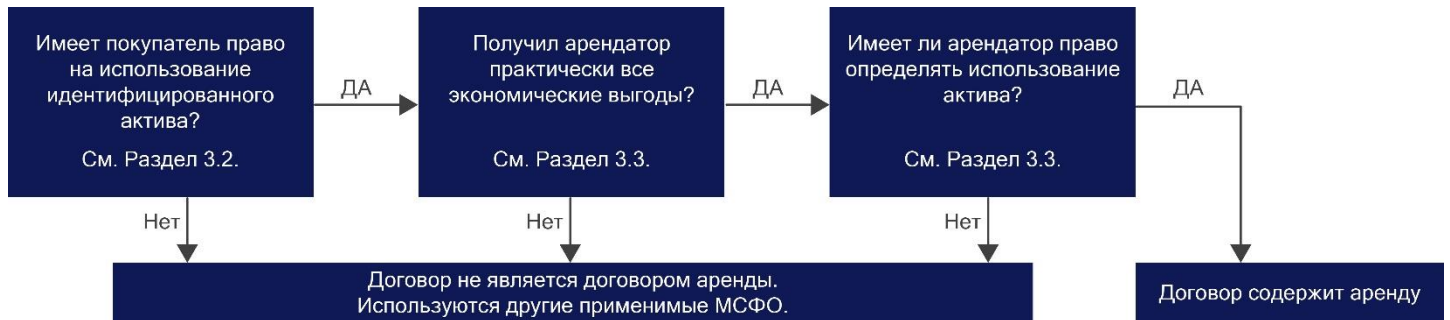 Имеет покупатель право
на использование
идентифицированного
актива?
См. Раздел 3.2.
ДА
Получил арендатор
практически все
экономические выгоды?
См. Раздел 3.3.
ДА
Имеет ли арендатор право
определять использование
актива?
См. Раздел 3.3.
ДА
Нет
Нет
Нет
Договор не является договором аренды.
Используются другие применимые МСФО.
Договор содержит аренду